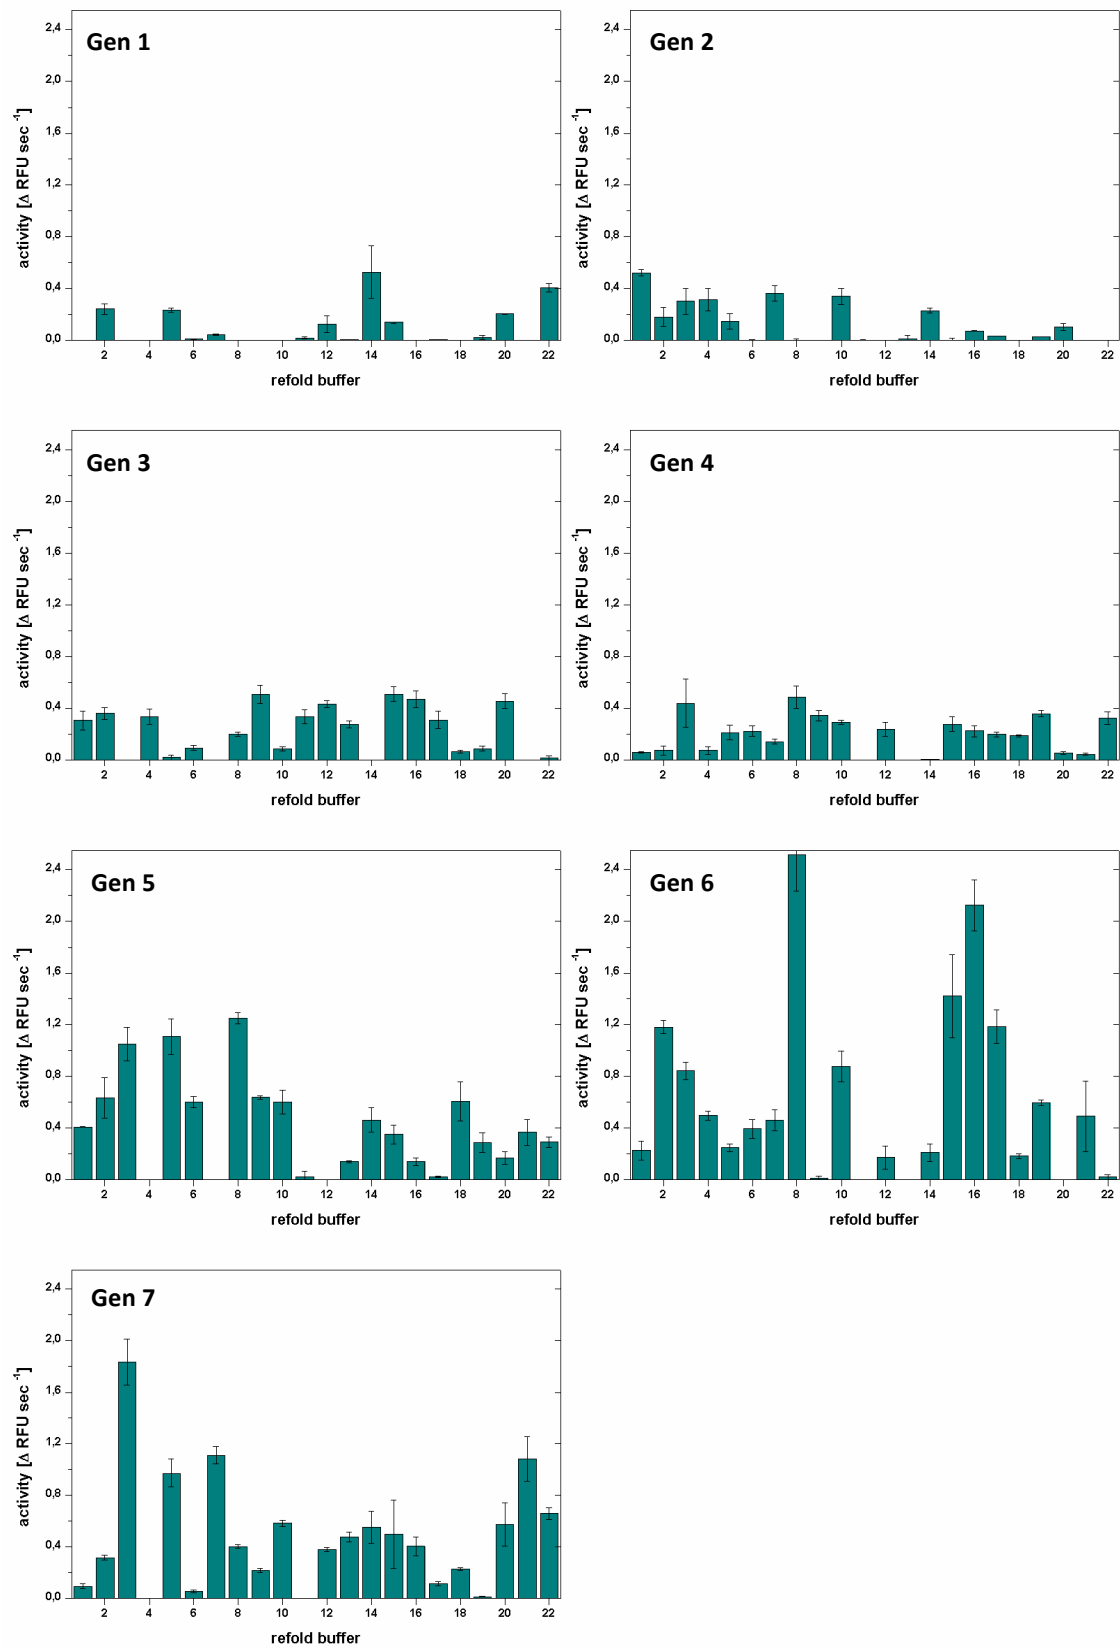 Gen 1
activity [Δ RFU sec⁻¹]
2,4
2,0
1,6
1,2
0,8
0,4
0,0
2 4 6 8 10 12 14 16 18 20 22
refold buffer
Gen 2
activity [Δ RFU sec⁻¹]
2,4
2,0
1,6
1,2
0,8
0,4
0,0
2 4 6 8 10 12 14 16 18 20 22
refold buffer
Gen 3
activity [Δ RFU sec⁻¹]
2,4
2,0
1,6
1,2
0,8
0,4
0,0
2 4 6 8 10 12 14 16 18 20 22
refold buffer
Gen 4
activity [Δ RFU sec⁻¹]
2,4
2,0
1,6
1,2
0,8
0,4
0,0
2 4 6 8 10 12 14 16 18 20 22
refold buffer
Gen 5
activity [Δ RFU sec⁻¹]
2,4
2,0
1,6
1,2
0,8
0,4
0,0
2 4 6 8 10 12 14 16 18 20 22
refold buffer
Gen 6
activity [Δ RFU sec⁻¹]
2,4
2,0
1,6
1,2
0,8
0,4
0,0
2 4 6 8 10 12 14 16 18 20 22
refold buffer
Gen 7
activity [Δ RFU sec⁻¹]
2,4
2,0
1,6
1,2
0,8
0,4
0,0
2 4 6 8 10 12 14 16 18 20 22
refold buffer